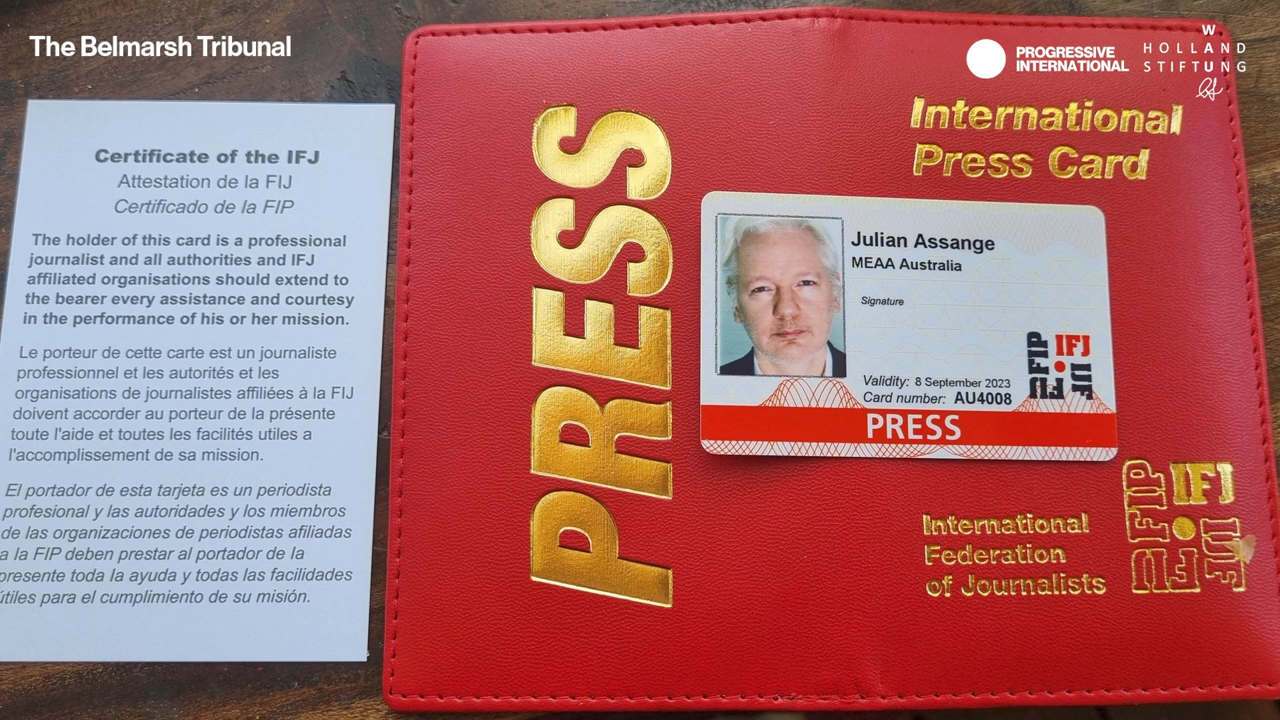 The Belmarsh Tribunal
PROGRESSIVE
INTERNATIONAL
W.
HOLLAND
STIFTUNG
Certificate of the IFJ
Attestation de la FIJ
Certificado de la FIP
The holder of this card is a professional
journalist and all authorities and IFJ
affiliated organisations should extend to
the bearer every assistance and courtesy
in the performance of his or her mission.
Le porteur de cette carte est un journaliste
professionnel et les autorités et les
organisations de journalistes affiliées à la FIJ
doivent accorder au porteur de la présente
toute l'aide et toutes les facilités utiles a
l'accomplissement de sa mission.
El portador de esta tarjeta es un periodista
profesional y las autoridades y los miembros
de las organizaciones de periodistas afiliadas
a la FIP deben prestar al portador de la
presente toda la ayuda y todas las facilidades
útiles para el cumplimiento de su misión.
PRESS
International
Press Card
Julian Assange
MEAA Australia
Signature
FIP IFJ
FIJ
Validity: 8 September 2023
Card number: AU4008
PRESS
International
Federation
of Journalists
FIP IFJ
FIJ